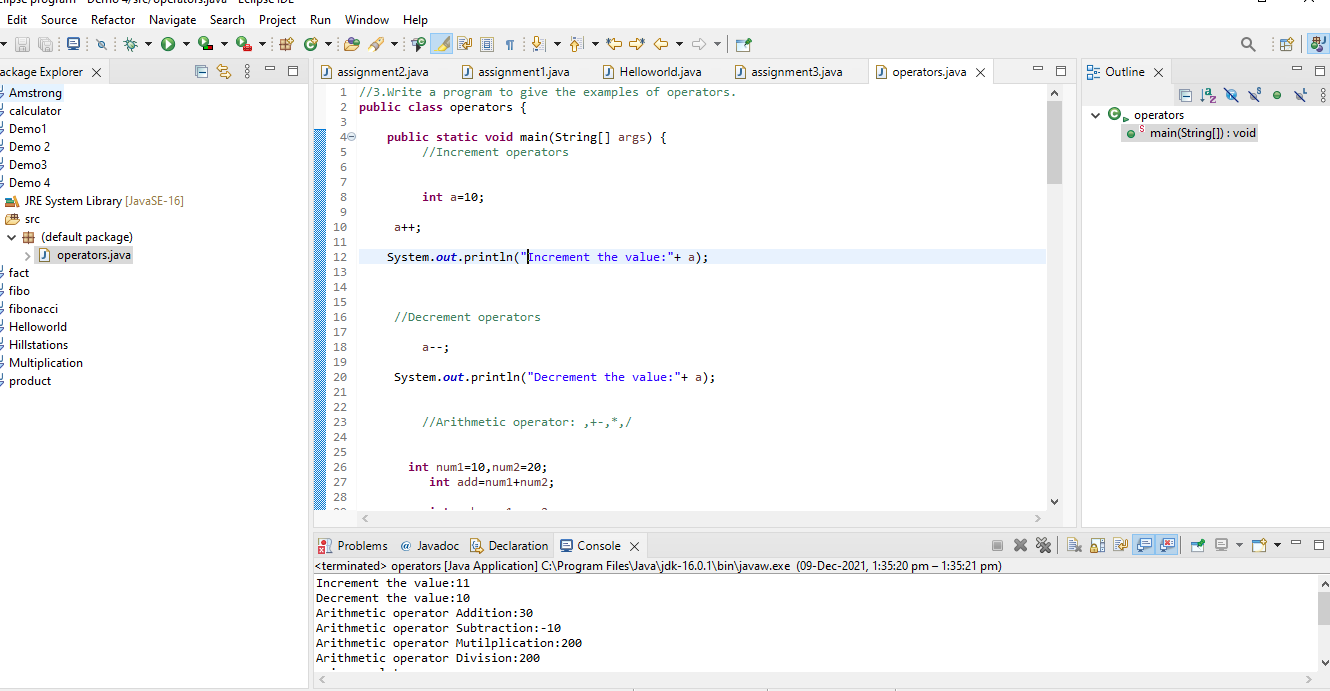 clipse program - Demo 4/src/operators.java - Eclipse IDE
Edit Source Refactor Navigate Search Project Run Window Help
ackage Explorer
Amstrong
calculator
Demo1
Demo 2
Demo3
Demo 4
JRE System Library [JavaSE-16]
src
(default package)
operators.java
fact
fibo
fibonacci
Helloworld
Hillstations
Multiplication
product
assignment2.java assignment1.java Helloworld.java assignment3.java operators.java
1 //3.Write a program to give the examples of operators.
2 public class operators {
3
4 public static void main(String[] args) {
5 //Increment operators
6
7
8 int a=10;
9
10 a++;
11
12 System.out.println("Increment the value:"+ a);
13
14
15
16 //Decrement operators
17
18 a--;
19
20 System.out.println("Decrement the value:"+ a);
21
22
23 //Arithmetic operator: ,+-,*,/
24
25
26 int num1=10,num2=20;
27 int add=num1+num2;
28
Outline
operators
main(String[]) : void
Problems Javadoc Declaration Console
<terminated> operators [Java Application] C:\Program Files\Java\jdk-16.0.1\bin\javaw.exe (09-Dec-2021, 1:35:20 pm – 1:35:21 pm)
Increment the value:11
Decrement the value:10
Arithmetic operator Addition:30
Arithmetic operator Subtraction:-10
Arithmetic operator Mutilplication:200
Arithmetic operator Division:200